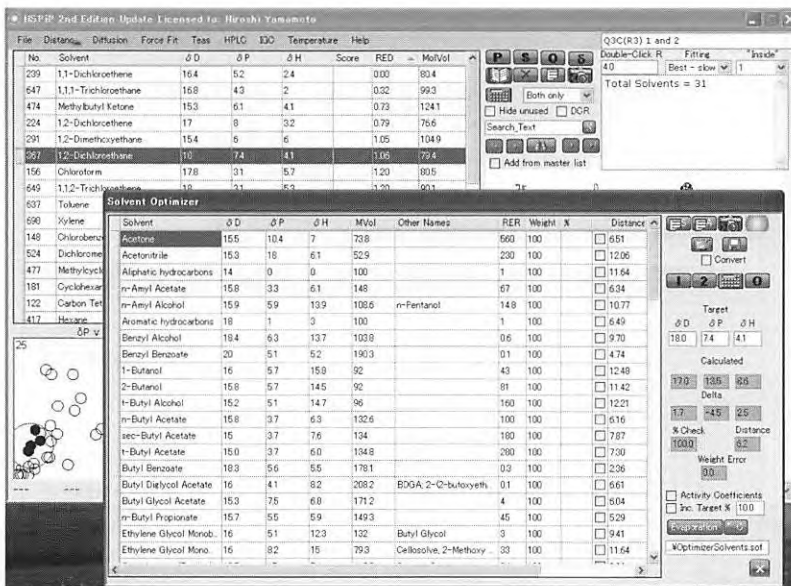 HSPiP 2nd Edition Update Licensed to: Hiroshi Yamamoto
File Distanc Diffusion Force Fit Teas HPLC IGC Temperature Help
No. Solvent δD δP δH Score RED MolVol
239 1,1-Dichloroethene 16.4 5.2 2.4 0.00 80.4
647 1,1,1-Trichloroethane 16.8 4.3 2 0.32 99.3
474 Methylbutyl Ketone 15.3 6.1 4.1 0.73 124.1
224 1,2-Dichloroethene 17 8 3.2 0.79 76.6
291 1,2-Dimethoxyethane 15.4 6 6 1.05 104.9
367 1,2-Dichloroethane 18 7.4 4.1 1.06 79.4
156 Chloroform 17.8 3.1 5.7 1.20 80.5
649 1,1,2-Trichloroethane 18 3.1 5.3 1.20 90.1
637 Toluene
698 Xylene
148 Chlorobenz
524 Dichlorome
477 Methylcycl
181 Cyclohexar
122 Carbon Tet
417 Hexane
δP v
25
P S O δ
Both only
Hide unused DCR
Search_Text
Add from master list
Q3C(R3) 1 and 2
Double-Click R Fitting "Inside"
4.0 Best - slow 1
Total Solvents = 31
Solvent Optimizer
Solvent δD δP δH MVol Other Names RER Weight % Distance
Acetone 15.5 10.4 7 73.8 560 100 6.51
Acetonitrile 15.3 18 6.1 52.9 230 100 12.06
Aliphatic hydrocarbons 14 0 0 100 1 100 11.64
n-Amyl Acetate 15.8 3.3 6.1 148 67 100 6.34
n-Amyl Alcohol 15.9 5.9 13.9 108.6 n-Pentanol 14.8 100 10.77
Aromatic hydrocarbons 18 1 3 100 1 100 6.49
Benzyl Alcohol 18.4 6.3 13.7 103.8 0.6 100 9.70
Benzyl Benzoate 20 5.1 5.2 190.3 0.1 100 4.74
1-Butanol 16 5.7 15.8 92 43 100 12.48
2-Butanol 15.8 5.7 14.5 92 81 100 11.42
t-Butyl Alcohol 15.2 5.1 14.7 96 160 100 12.21
n-Butyl Acetate 15.8 3.7 6.3 132.6 100 100 6.16
sec-Butyl Acetate 15 3.7 7.6 134 180 100 7.87
t-Butyl Acetate 15.0 3.7 6.0 134.8 280 100 7.30
Butyl Benzoate 18.3 5.6 5.5 178.1 0.3 100 2.36
Butyl Diglycol Acetate 16 4.1 8.2 208.2 BDGA, 2-(2-butoxyeth.. 0.1 100 6.61
Butyl Glycol Acetate 15.3 7.5 6.8 171.2 4 100 6.04
n-Butyl Propionate 15.7 5.5 5.9 149.3 45 100 5.29
Ethylene Glycol Monob.. 16 5.1 12.3 132 Butyl Glycol 3 100 9.41
Ethylene Glycol Mono.. 16 8.2 15 79.3 Cellosolve, 2-Methoxy .. 33 100 11.64
Convert
1 2 0
Target
δD δP δH
18.0 7.4 4.1
Calculated
Delta
1.7 -4.5 2.5
% Check Distance
100.0 6.2
Weight Error
0.0
Activity Coefficients
Inc. Target % 10.0
Evaporation
¥OptimizerSolvents.sof